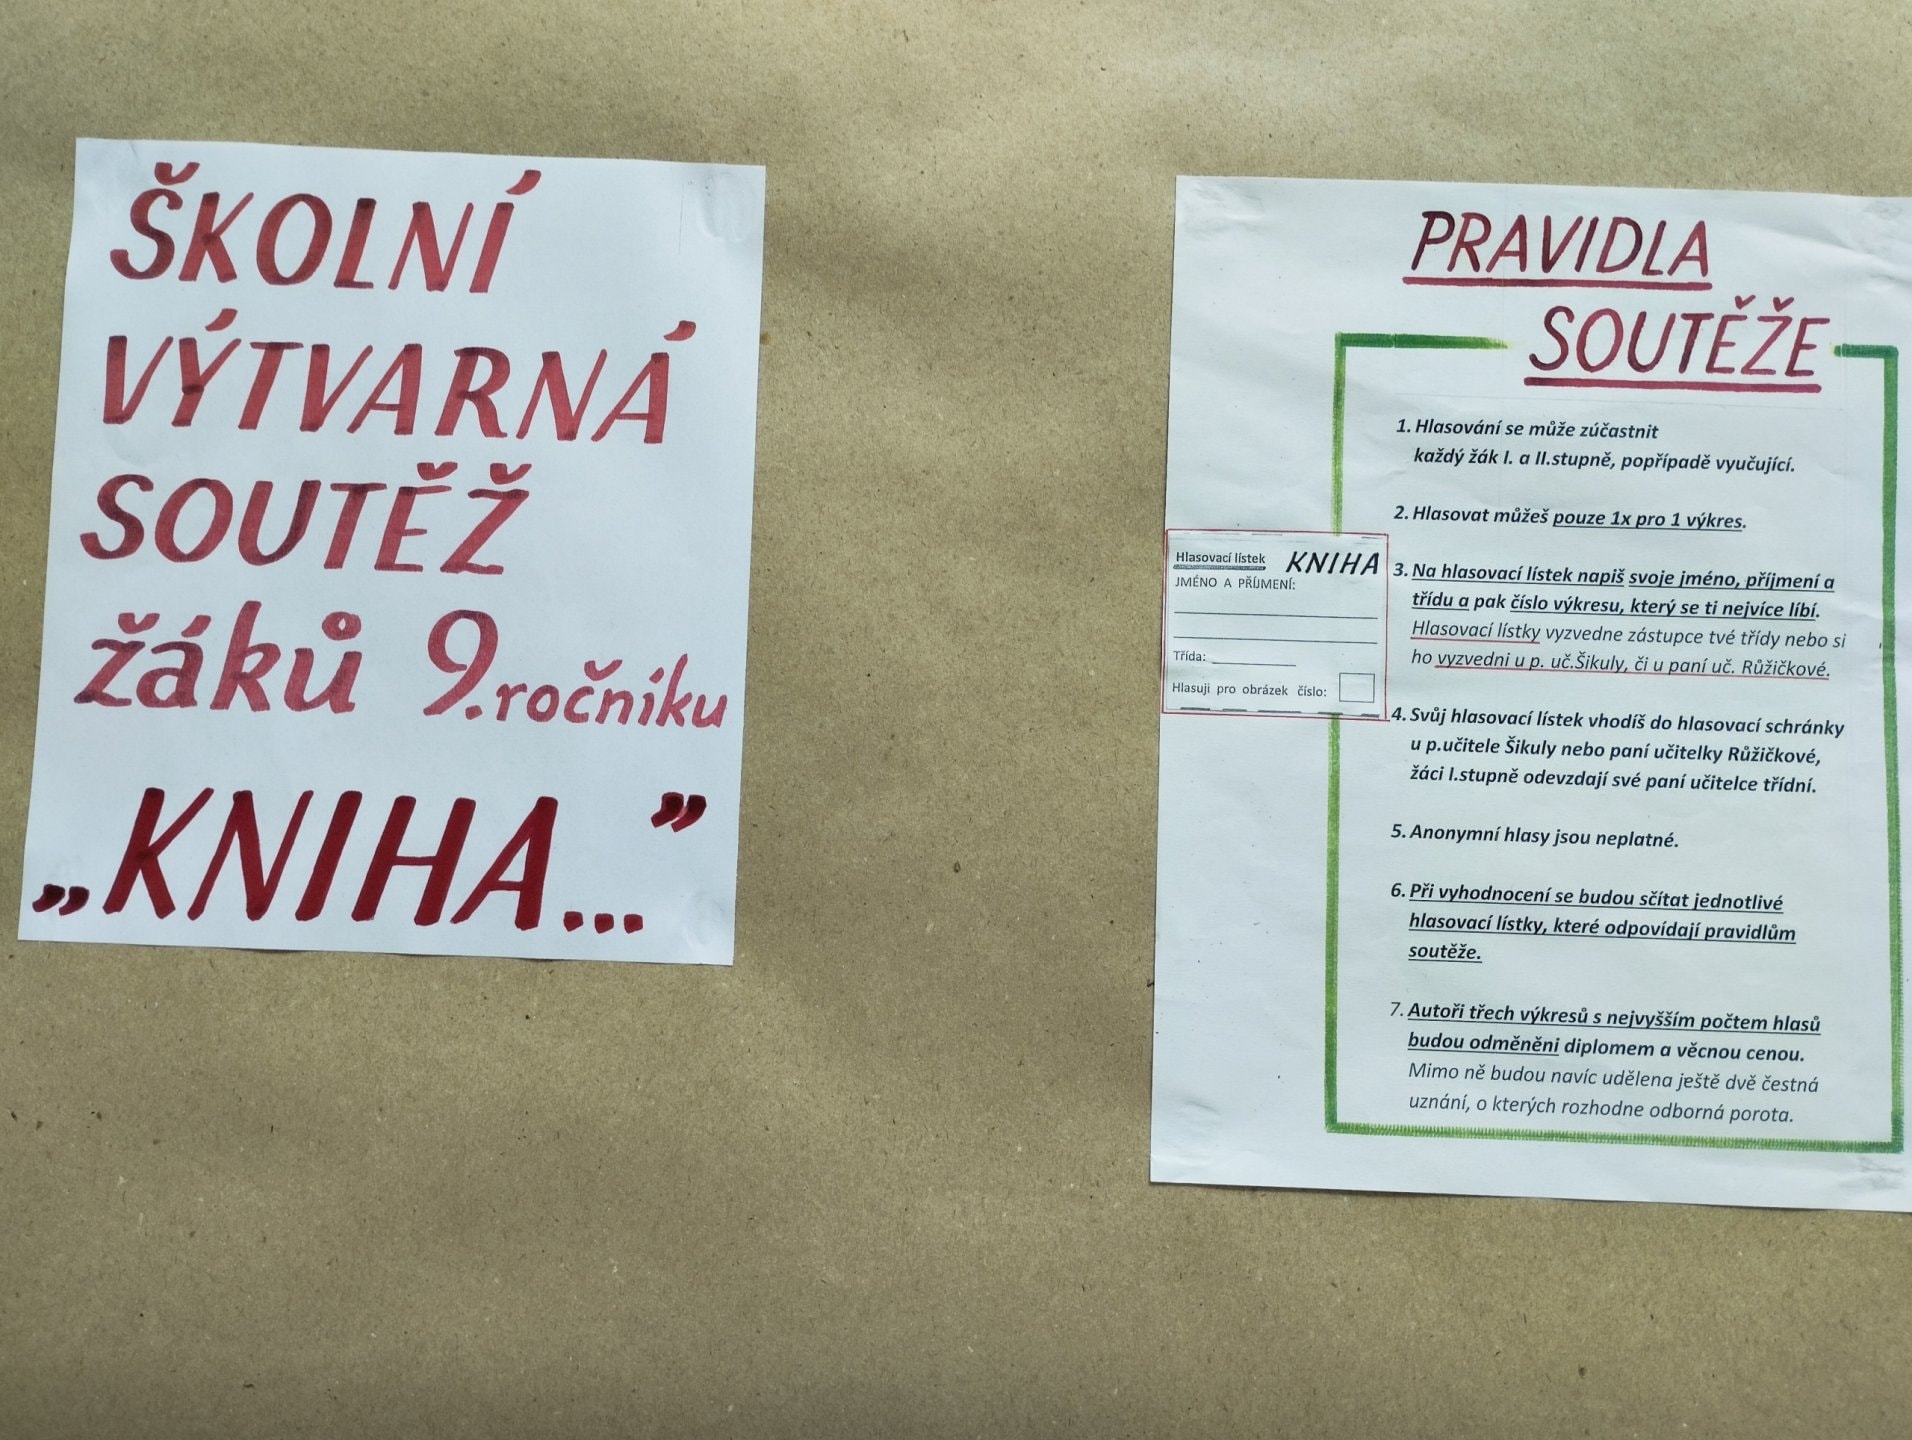 ŠKOLNÍ
VÝTVARNÁ
SOUTĚŽ
žáků 9. ročníku
„KNIHA..."
PRAVIDLA
SOUTĚŽE
1. Hlasování se může zúčastnit
každý žák I. a II.stupně, popřípadě vyučující.
2. Hlasovat můžeš pouze 1x pro 1 výkres.
3. Na hlasovací lístek napiš svoje jméno, příjmení a
třídu a pak číslo výkresu, který se ti nejvíce líbí.
Hlasovací lístky vyzvedne zástupce tvé třídy nebo si
ho vyzvedni u p. uč.Šikuly, či u paní uč. Růžičkové.
4. Svůj hlasovací lístek vhodíš do hlasovací schránky
u p.učitele Šikuly nebo paní učitelky Růžičkové,
žáci I.stupně odevzdají své paní učitelce třídní.
5. Anonymní hlasy jsou neplatné.
6. Při vyhodnocení se budou sčítat jednotlivé
hlasovací lístky, které odpovídají pravidlům
soutěže.
7. Autoři třech výkresů s nejvyšším počtem hlasů
budou odměněni diplomem a věcnou cenou.
Mimo ně budou navíc udělena ještě dvě čestná
uznání, o kterých rozhodne odborná porota.
Hlasovací lístek KNIHA
JMÉNO A PŘÍJMENÍ:
Třída:
Hlasuji pro obrázek číslo: